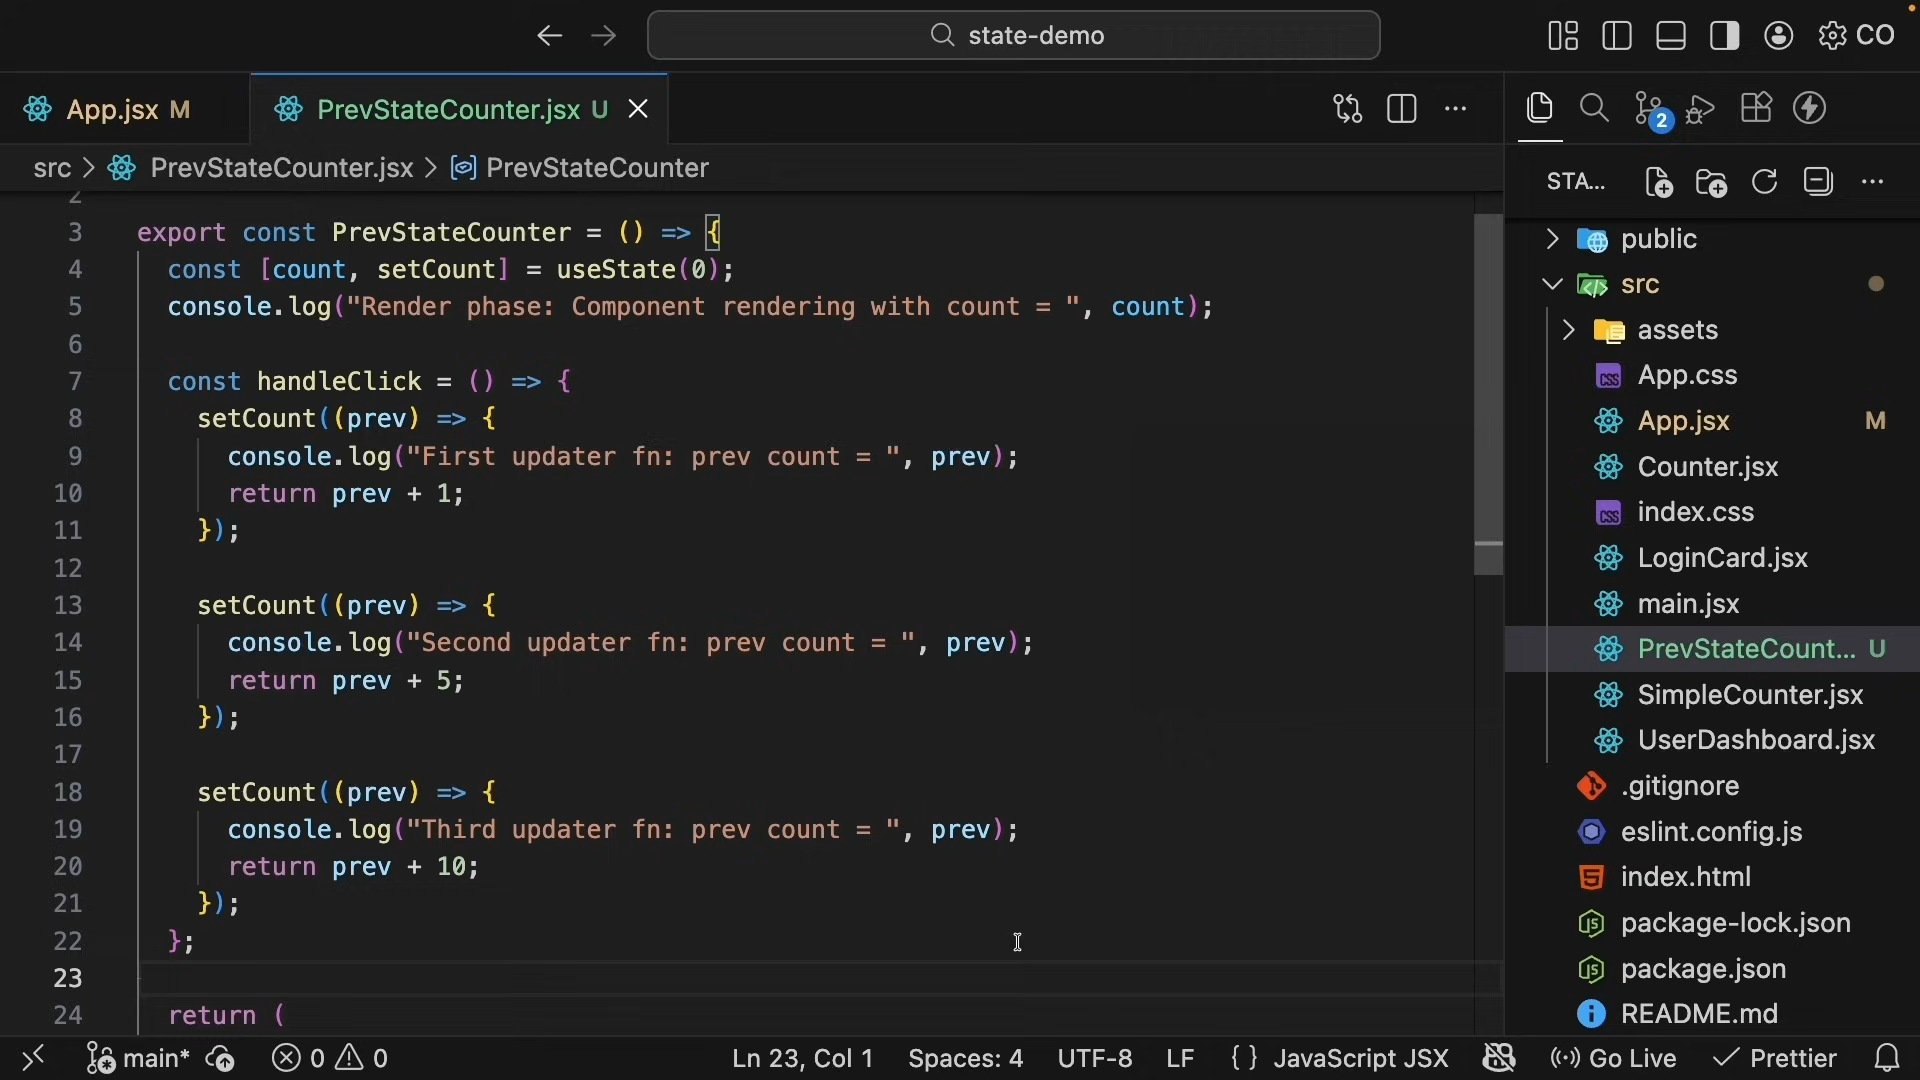 state-demo
CO
App.jsx M
PrevStateCounter.jsx U
2
src > PrevStateCounter.jsx > PrevStateCounter
STA...
2
3 export const PrevStateCounter = () => {
4 const [count, setCount] = useState(0);
5 console.log("Render phase: Component rendering with count = ", count);
6
7 const handleClick = () => {
8 setCount((prev) => {
9 console.log("First updater fn: prev count = ", prev);
10 return prev + 1;
11 });
12
13 setCount((prev) => {
14 console.log("Second updater fn: prev count = ", prev);
15 return prev + 5;
16 });
17
18 setCount((prev) => {
19 console.log("Third updater fn: prev count = ", prev);
20 return prev + 10;
21 });
22 };
23
24 return (
public
src
assets
App.css
App.jsx M
Counter.jsx
index.css
LoginCard.jsx
main.jsx
PrevStateCount... U
SimpleCounter.jsx
UserDashboard.jsx
.gitignore
eslint.config.js
index.html
package-lock.json
package.json
README.md
main* 0 0 Ln 23, Col 1 Spaces: 4 UTF-8 LF { } JavaScript JSX Go Live Prettier